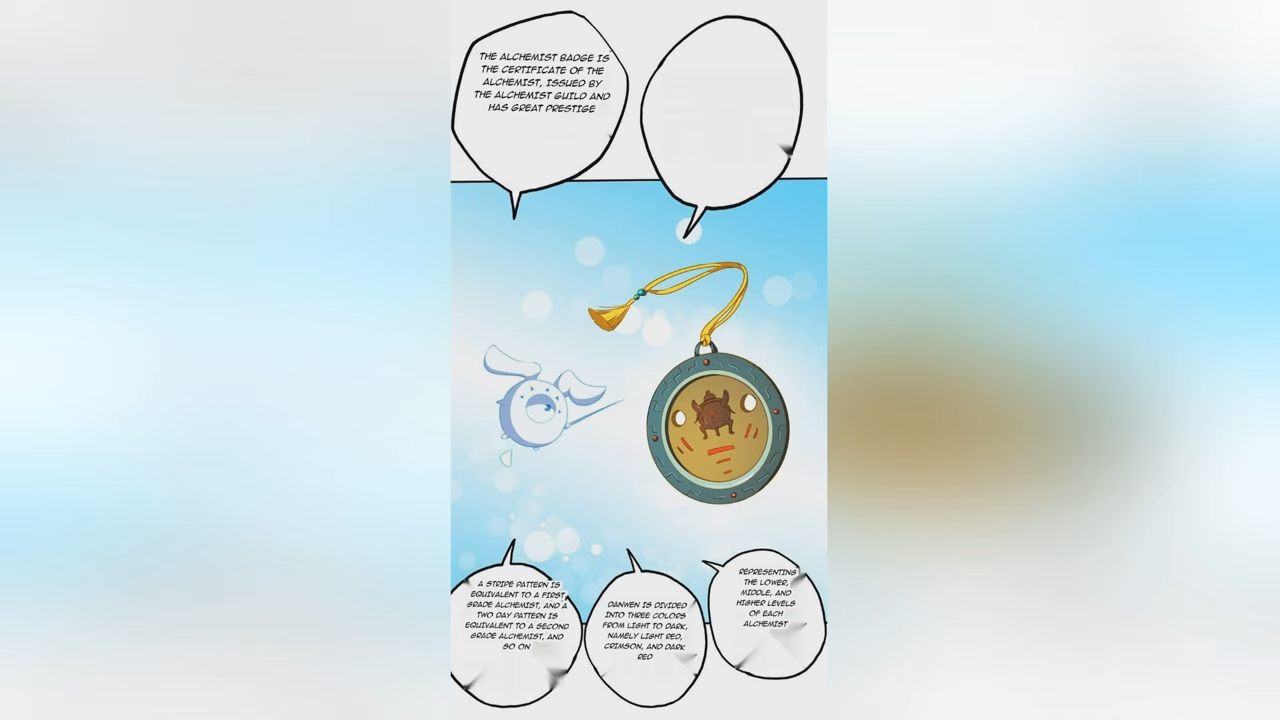 THE ALCHEMIST BADGE IS
THE CERTIFICATE OF THE
ALCHEMIST, ISSUED BY
THE ALCHEMIST GUILD AND
HAS GREAT PRESTIGE
A STRIPE PATTERN IS
EQUIVALENT TO A FIRST
GRADE ALCHEMIST, AND A
TWO DAY PATTERN IS
EQUIVALENT TO A SECOND
GRADE ALCHEMIST, AND
SO ON
DANWEN IS DIVIDED
INTO THREE COLORS
FROM LIGHT TO DARK,
NAMELY LIGHT RED,
CRIMSON, AND DARK
RED
REPRESENTING
THE LOWER,
MIDDLE, AND
HIGHER LEVELS
OF EACH
ALCHEMIST